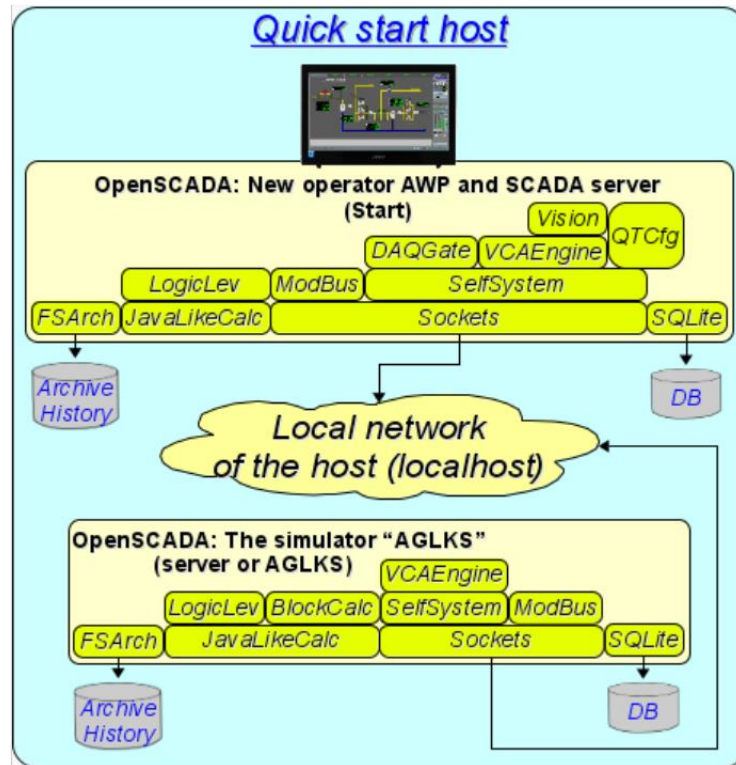 Quick start host
OpenSCADA: New operator AWP and SCADA server
(Start)
Vision
QTCfg
DAQGate
VCAEngine
LogicLev
ModBus
SelfSystem
FSArch
JavaLikeCalc
Sockets
SQLite
Archive
History
DB
Local network
of the host (localhost)
OpenSCADA: The simulator “AGLKS”
(server or AGLKS)
VCAEngine
LogicLev
BlockCalc
SelfSystem
ModBus
FSArch
JavaLikeCalc
Sockets
SQLite
Archive
History
DB